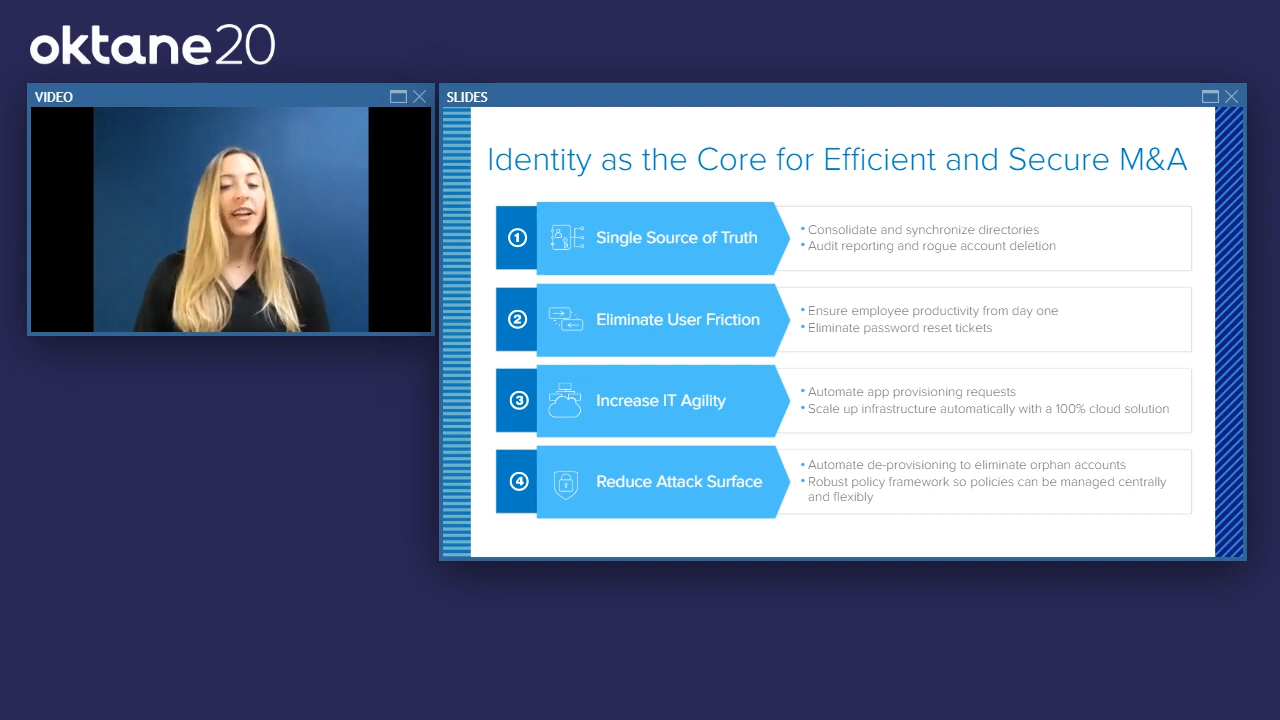 oktane20
VIDEO
SLIDES
Identity as the Core for Efficient and Secure M&A
1
Single Source of Truth
• Consolidate and synchronize directories
• Audit reporting and rogue account deletion
2
Eliminate User Friction
• Ensure employee productivity from day one
• Eliminate password reset tickets
3
Increase IT Agility
• Automate app provisioning requests
• Scale up infrastructure automatically with a 100% cloud solution
4
Reduce Attack Surface
• Automate de-provisioning to eliminate orphan accounts
• Robust policy framework so policies can be managed centrally
and flexibly